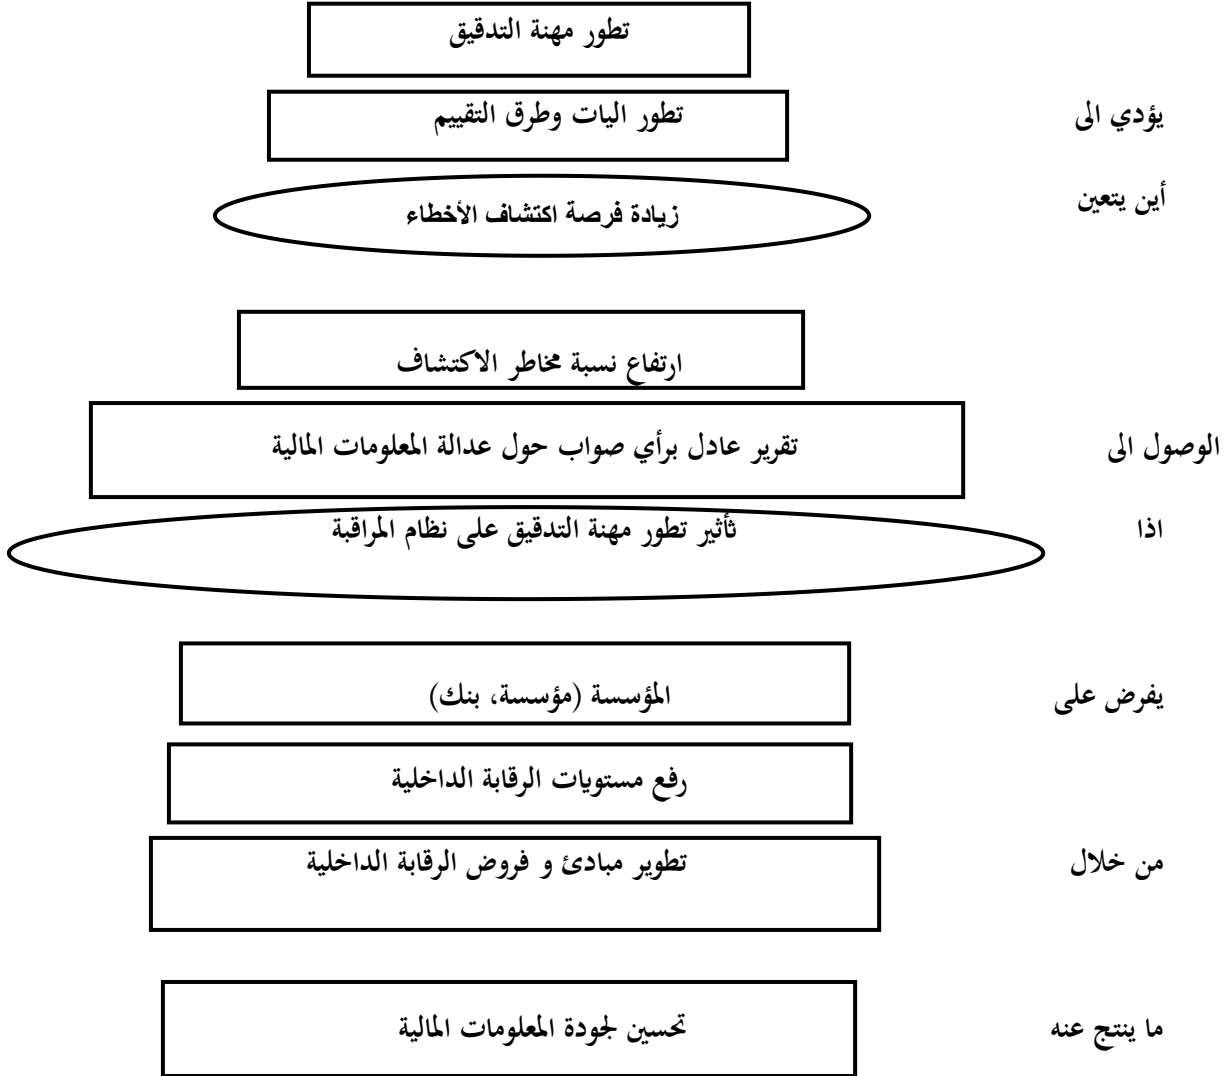 تطور مهنة التدقيق
يؤدي الى تطور اليات وطرق التقييم
أين يتعين زيادة فرصة اكتشاف الأخطاء
ارتفاع نسبة مخاطر الاكتشاف
الوصول الى تقرير عادل برأي صواب حول عدالة المعلومات المالية
اذا ثأثير تطور مهنة التدقيق على نظام المراقبة
يفرض على المؤسسة (مؤسسة، بنك)
رفع مستويات الرقابة الداخلية
من خلال تطوير مبادئ و فروض الرقابة الداخلية
ما ينتج عنه تحسين لجودة المعلومات المالية